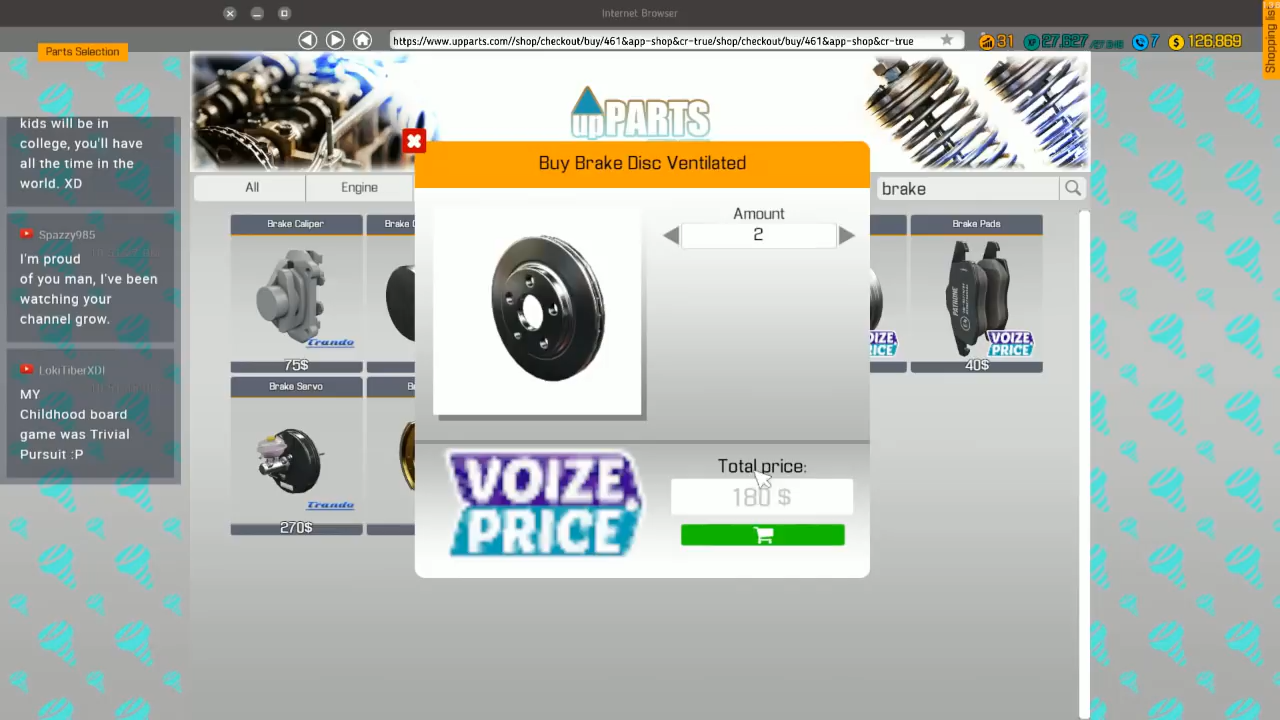 Internet Browser
https://www.upparts.com//shop/checkout/buy/461&app-shop&cr-true/shop/checkout/buy/461&app-shop&cr-true
31
7
126,869
Shopping list
Parts Selection
kids will be in
college, you'll have
all the time in the
world. XD
Spazzy985
I'm proud
of you man, I've been
watching your
channel grow.
LokiTiberXDI
MY
Childhood board
game was Trivial
Pursuit :P
upPARTS
All
Engine
brake
Buy Brake Disc Ventilated
Amount
2
VOIZE
PRICE
Total price:
180 $
Brake Caliper
Trando
75$
Brake
Brake Pads
VOIZE
PRICE
40$
Brake Servo
Trando
270$